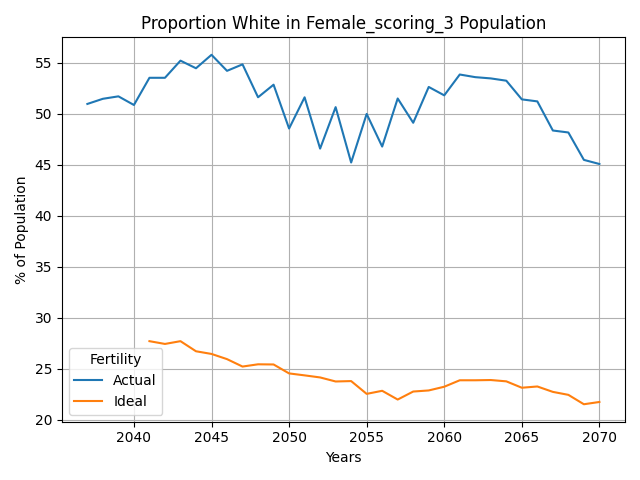 Proportion White in Female_scoring_3 Population
% of Population
55
50
45
40
35
30
25
20
Fertility
Actual
Ideal
2040 2045 2050 2055 2060 2065 2070
Years